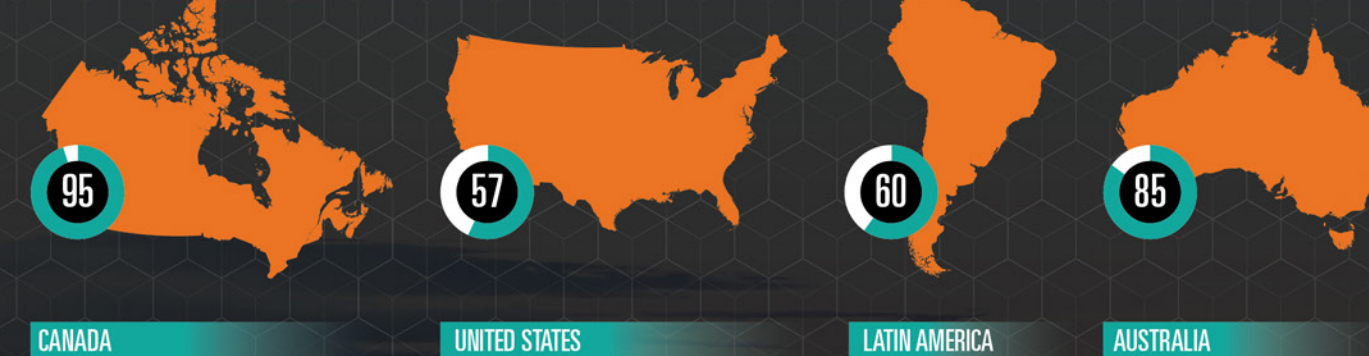 95
57
60
85
CANADA
UNITED STATES
LATIN AMERICA
AUSTRALIA